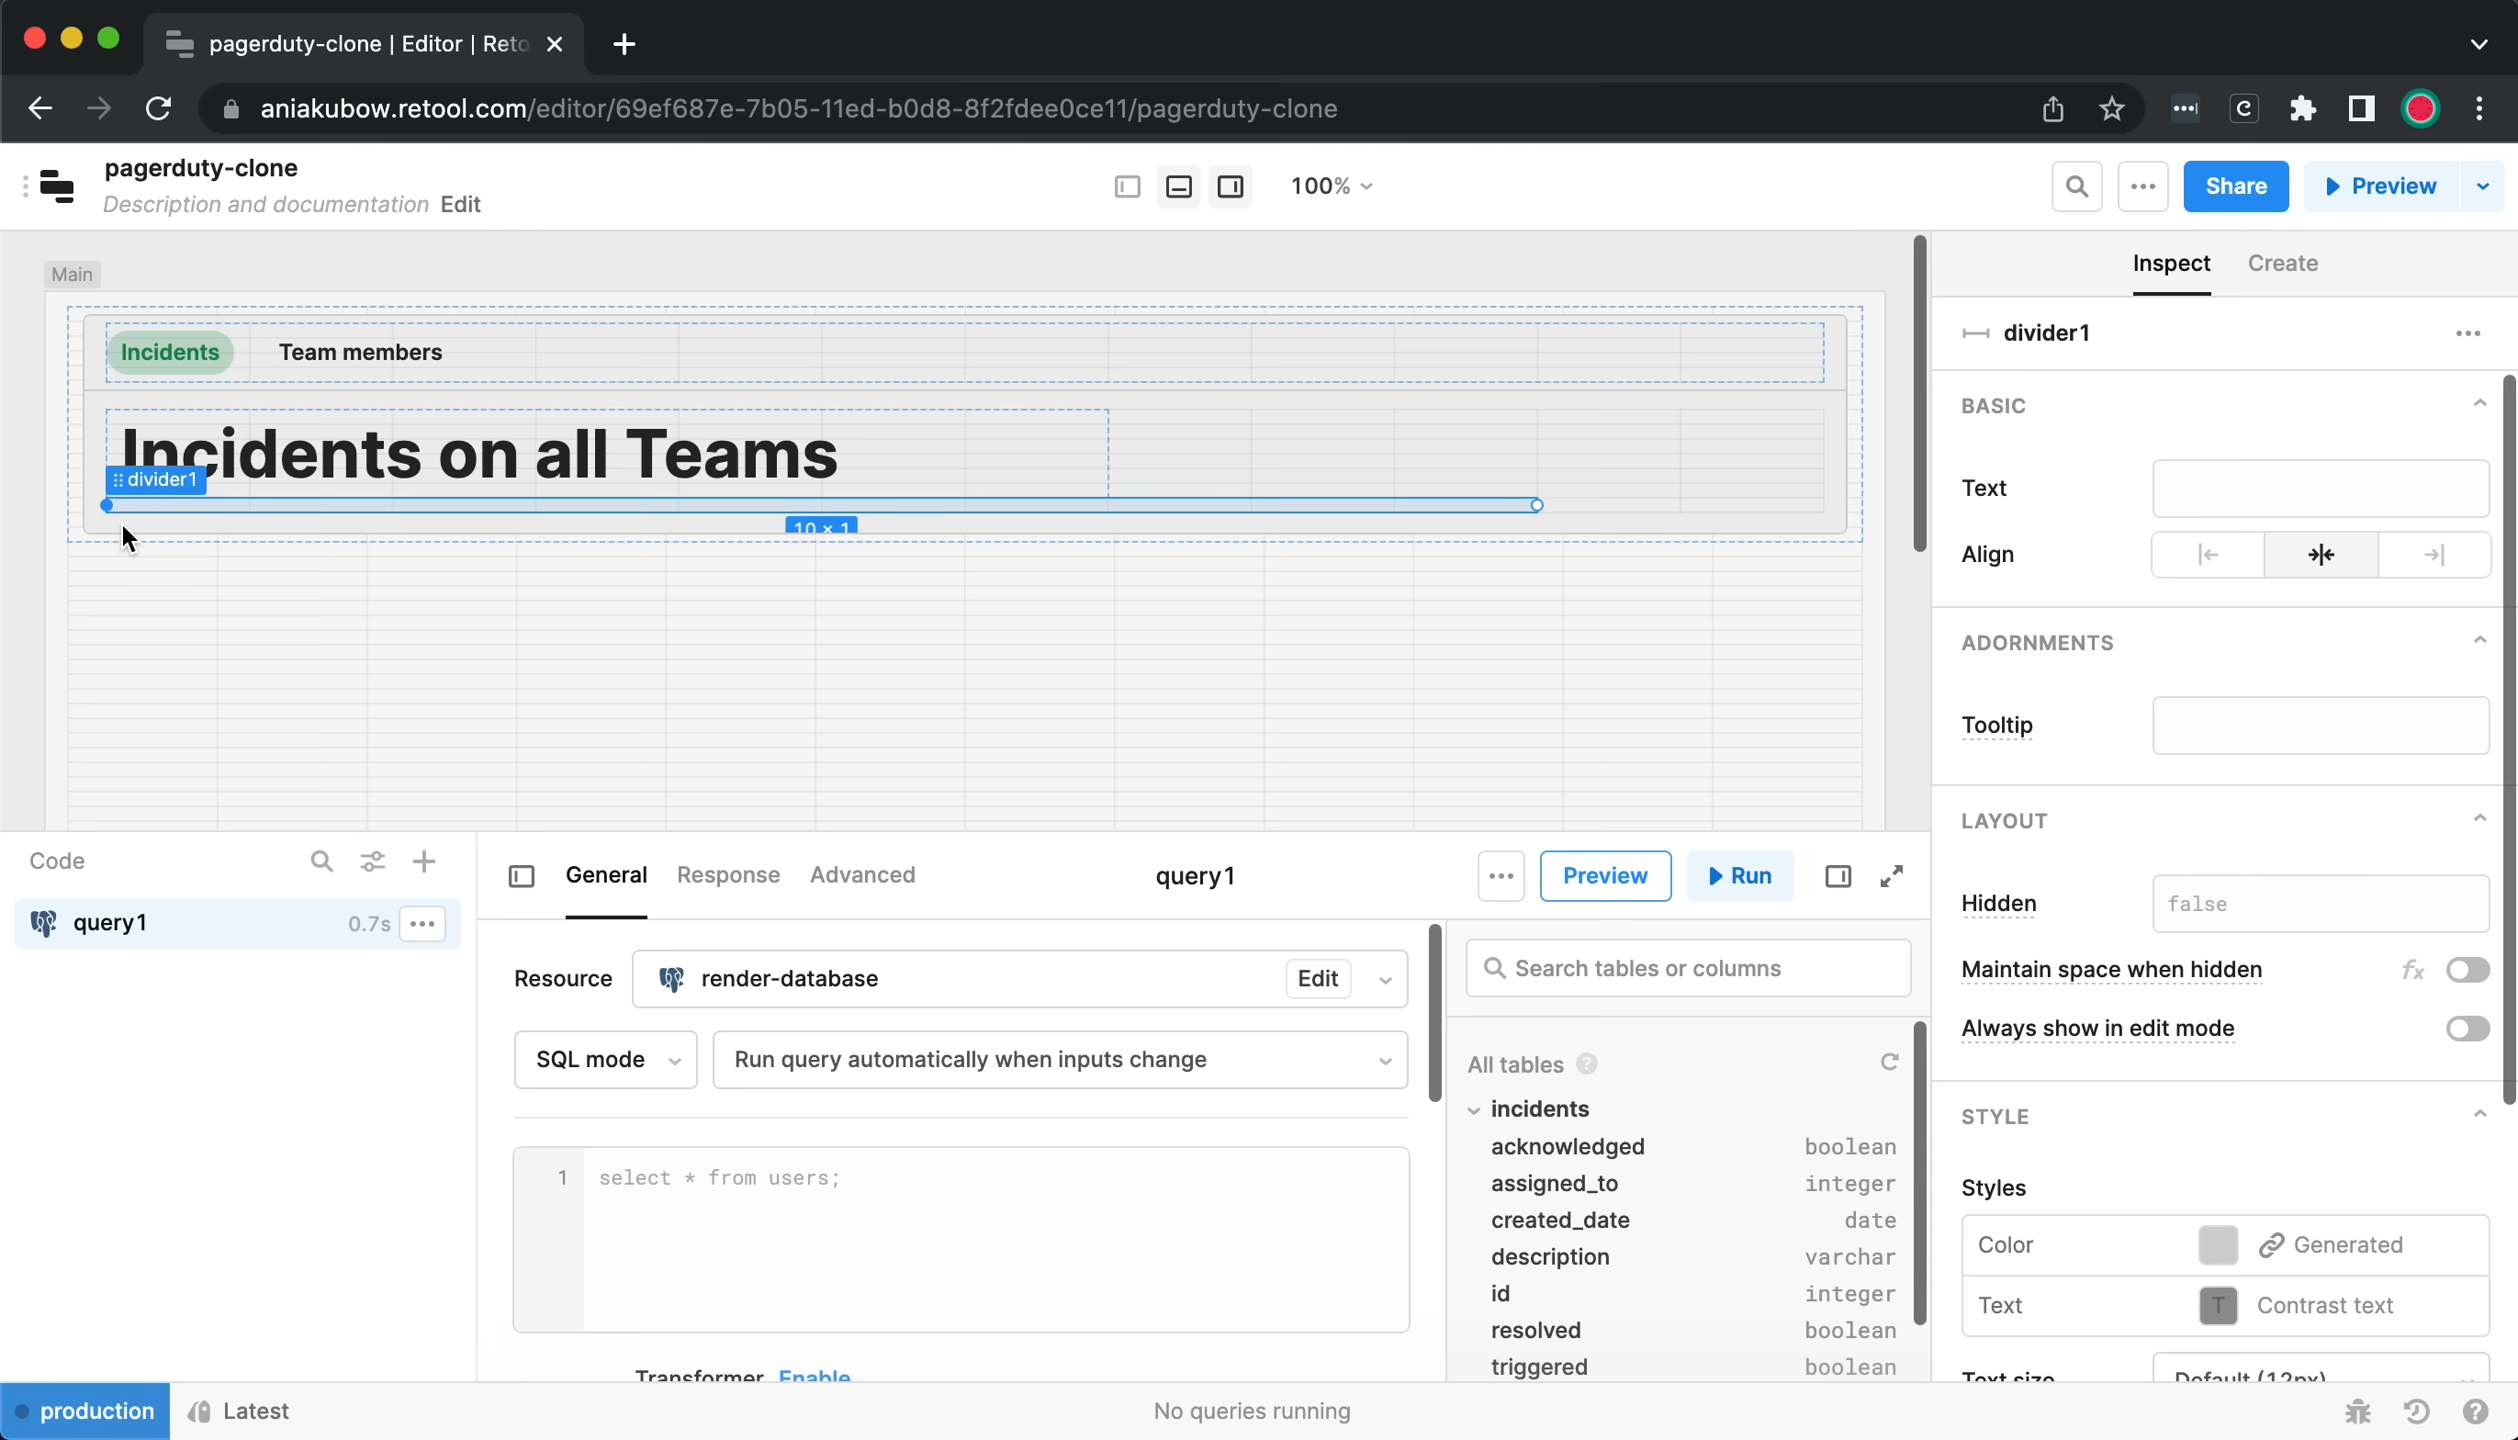 pagerduty-clone | Editor | Reto
aniakubow.retool.com/editor/69ef687e-7b05-11ed-b0d8-8f2fdee0ce11/pagerduty-clone
pagerduty-clone
Description and documentation Edit
100%
Share
Preview
Main
Incidents
Team members
Incidents on all Teams
divider1
10 × 1
Inspect
Create
divider1
BASIC
Text
Align
ADORNMENTS
Tooltip
LAYOUT
Hidden
false
Maintain space when hidden
fx
Always show in edit mode
STYLE
Styles
Color
Generated
Text
T
Contrast text
Text size
Default (12px)
Code
query1
0.7s
General
Response
Advanced
query1
Preview
Run
Resource
render-database
Edit
SQL mode
Run query automatically when inputs change
1
select * from users;
Transformer
Enable
Search tables or columns
All tables
incidents
acknowledged boolean
assigned_to integer
created_date date
description varchar
id integer
resolved boolean
triggered boolean
production
Latest
No queries running